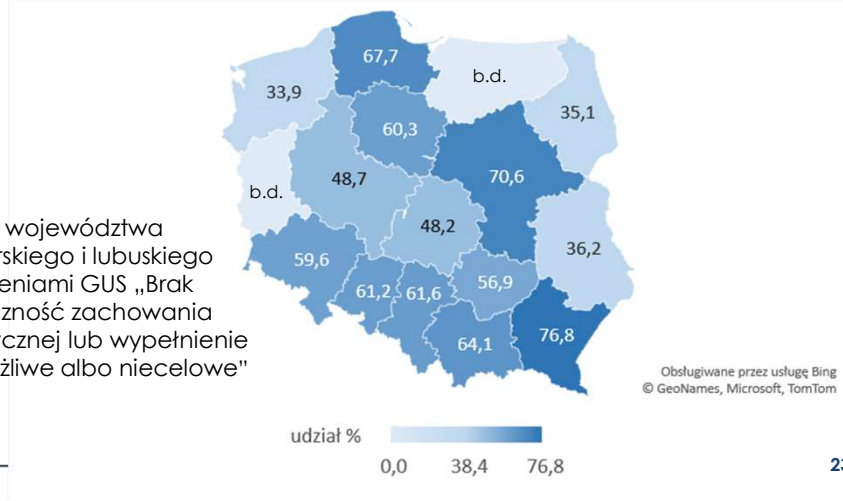 67,7
b.d.
33,9
35,1
60,3
48,7
70,6
b.d.
48,2
36,2
województwa
rskiego i lubuskiego
eniami GUS „Brak
czność zachowania
ycznej lub wypełnienie
żliwe albo niecelowe”
59,6
56,9
61,2
61,6
64,1
76,8
Obsługiwane przez usługę Bing
© GeoNames, Microsoft, TomTom
udział %
0,0 38,4 76,8
23